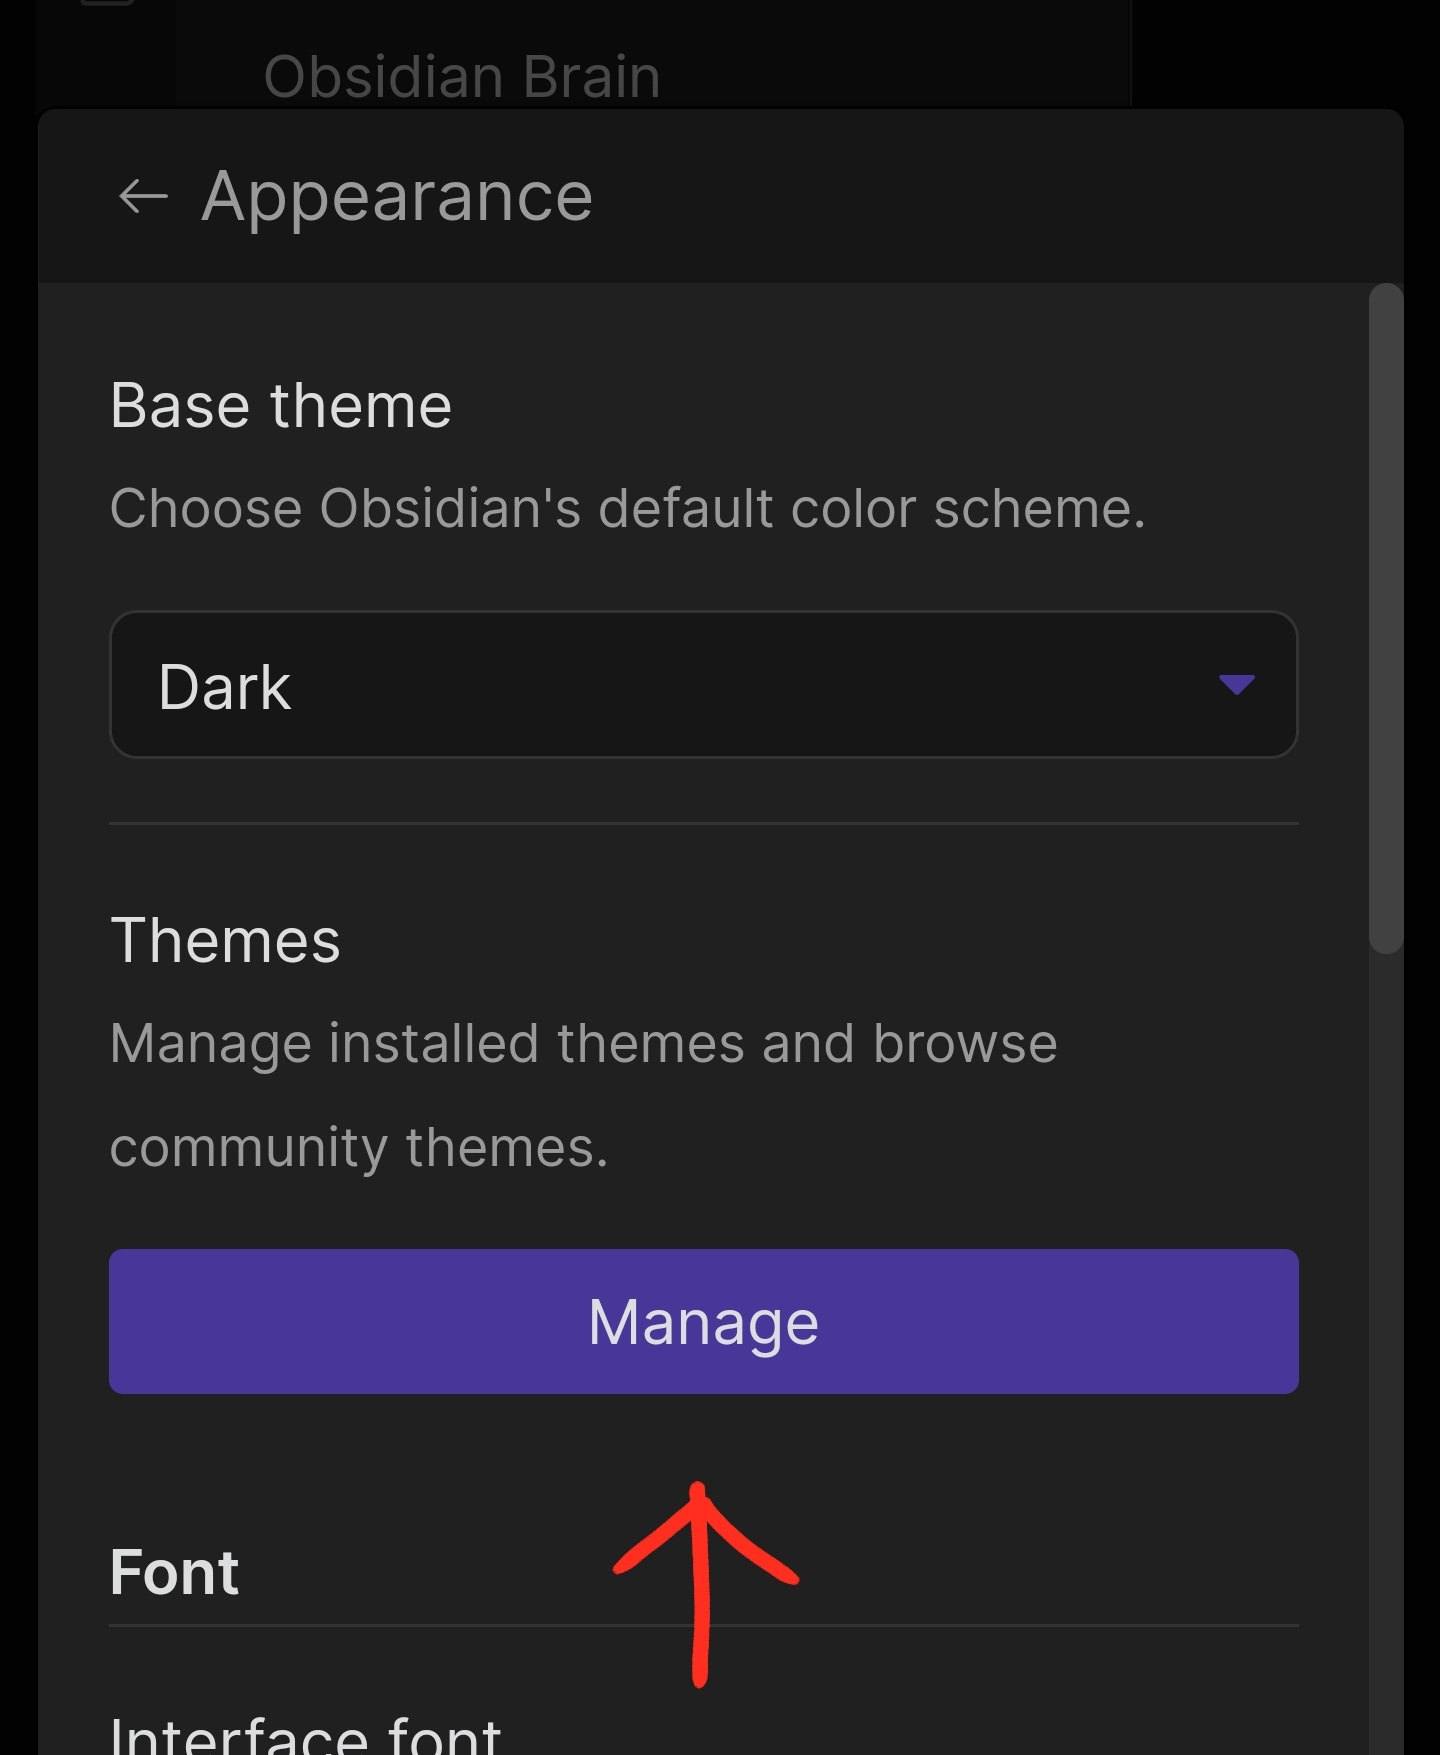 Obsidian Brain
Appearance
Base theme
Choose Obsidian's default color scheme.
Dark
Themes
Manage installed themes and browse
community themes.
Manage
Font
Interface font